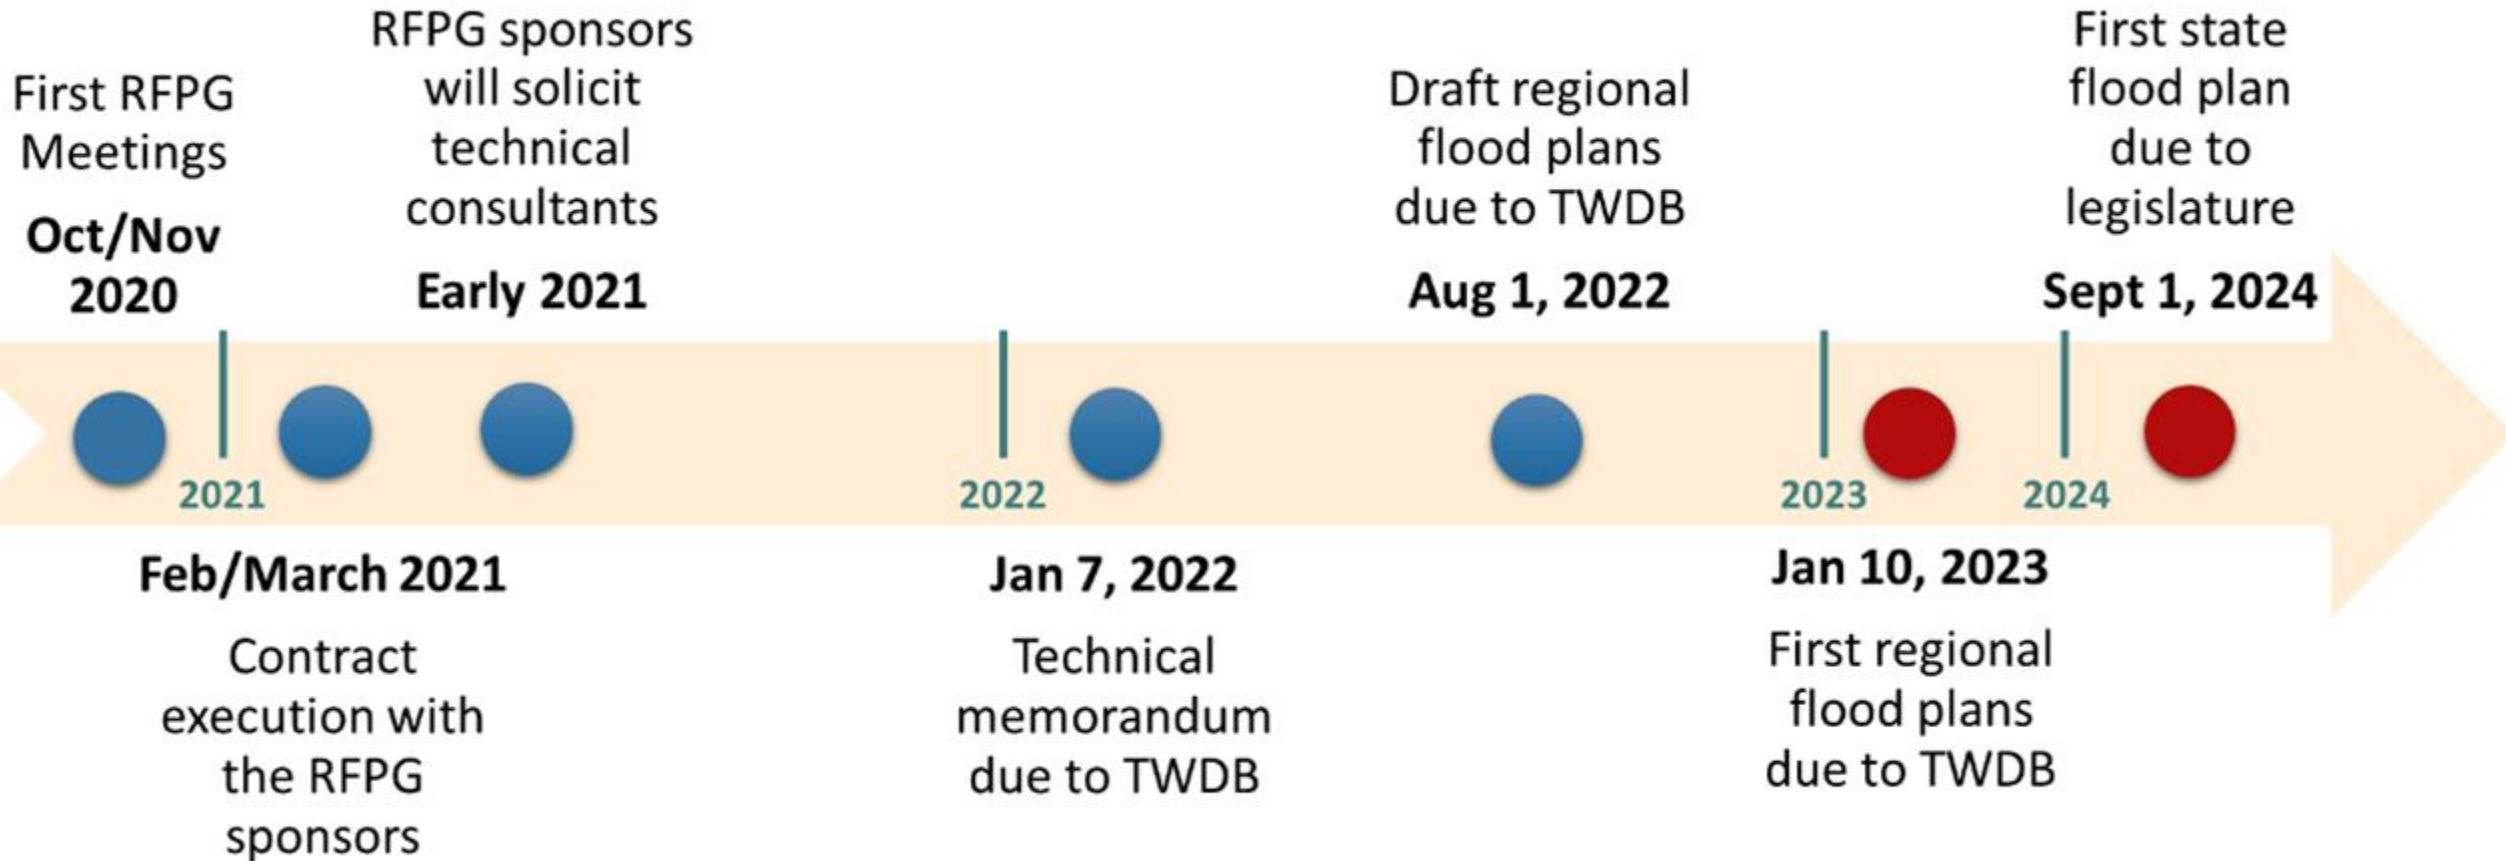 First RFPG
Meetings
Oct/Nov
2020
RFPG sponsors
will solicit
technical
consultants
Early 2021
Draft regional
flood plans
due to TWDB
Aug 1, 2022
First state
flood plan
due to
legislature
Sept 1, 2024
2021
2022
2023
2024
Feb/March 2021
Contract
execution with
the RFPG
sponsors
Jan 7, 2022
Technical
memorandum
due to TWDB
Jan 10, 2023
First regional
flood plans
due to TWDB